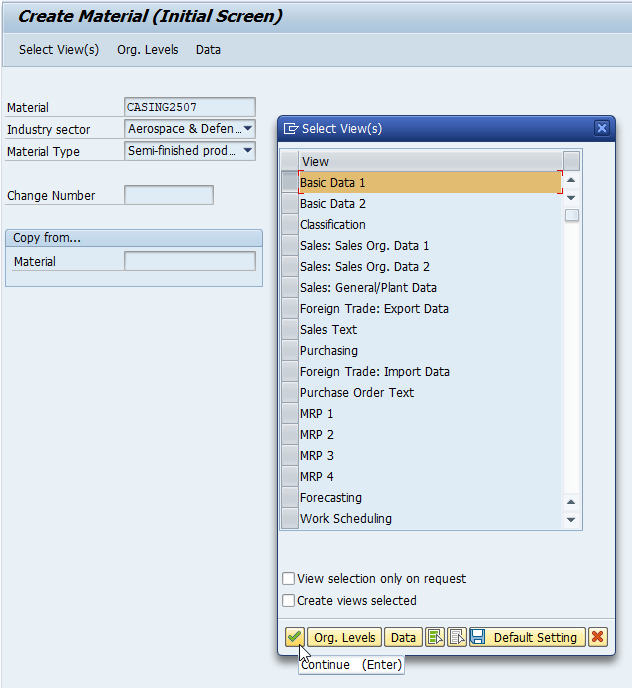 Create Material (Initial Screen)
Select View(s) Org. Levels Data
Material CASING2507
Industry sector Aerospace & Defen...
Material Type Semi-finished prod...
Change Number
Copy from...
Material
Select View(s)
View
Basic Data 1
Basic Data 2
Classification
Sales: Sales Org. Data 1
Sales: Sales Org. Data 2
Sales: General/Plant Data
Foreign Trade: Export Data
Sales Text
Purchasing
Foreign Trade: Import Data
Purchase Order Text
MRP 1
MRP 2
MRP 3
MRP 4
Forecasting
Work Scheduling
View selection only on request
Create views selected
Org. Levels Data Default Setting
Continue (Enter)